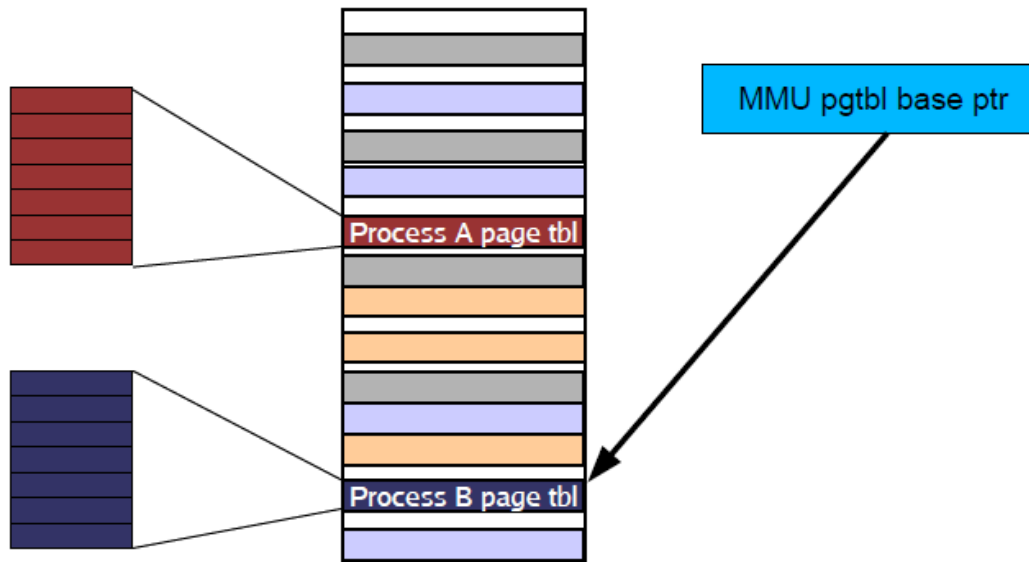 MMU pgtbl base ptr
Process A page tbl
Process B page tbl